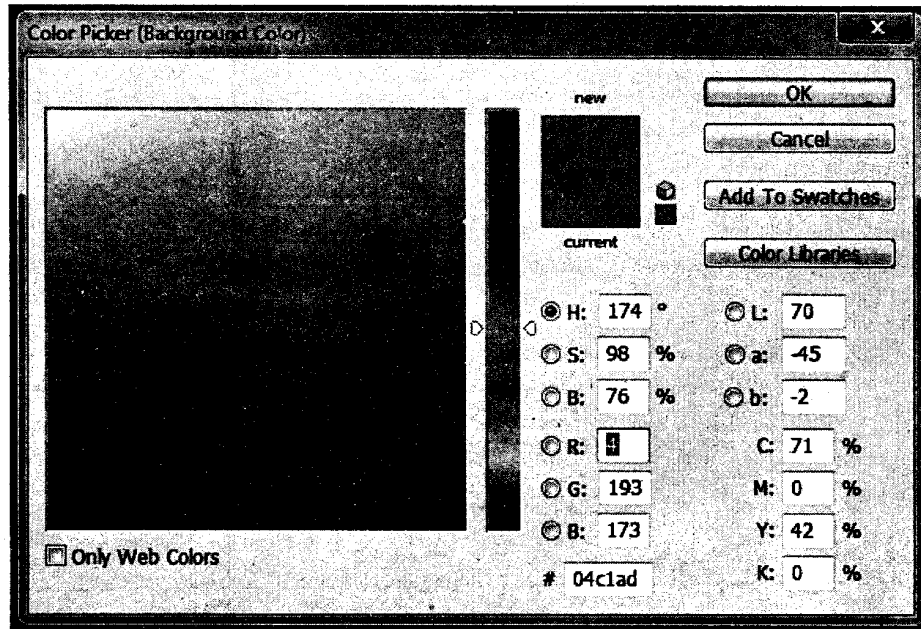 Color Picker (Background Color)
X
new
OK
Cancel
Add To Swatches
current
Color Libraries
H: 174 °
L: 70
S: 98 %
a: -45
B: 76 %
b: -2
R: 4
C: 71 %
G: 193
M: 0 %
B: 173
Y: 42 %
Only Web Colors
# 04c1ad
K: 0 %